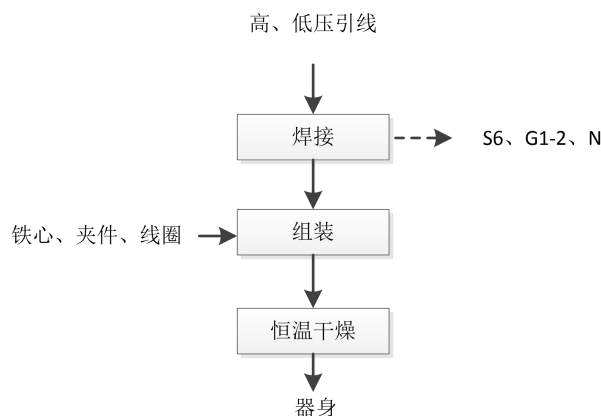 高、低压引线
焊接
S6、G1-2、N
铁心、夹件、线圈
组装
恒温干燥
器身